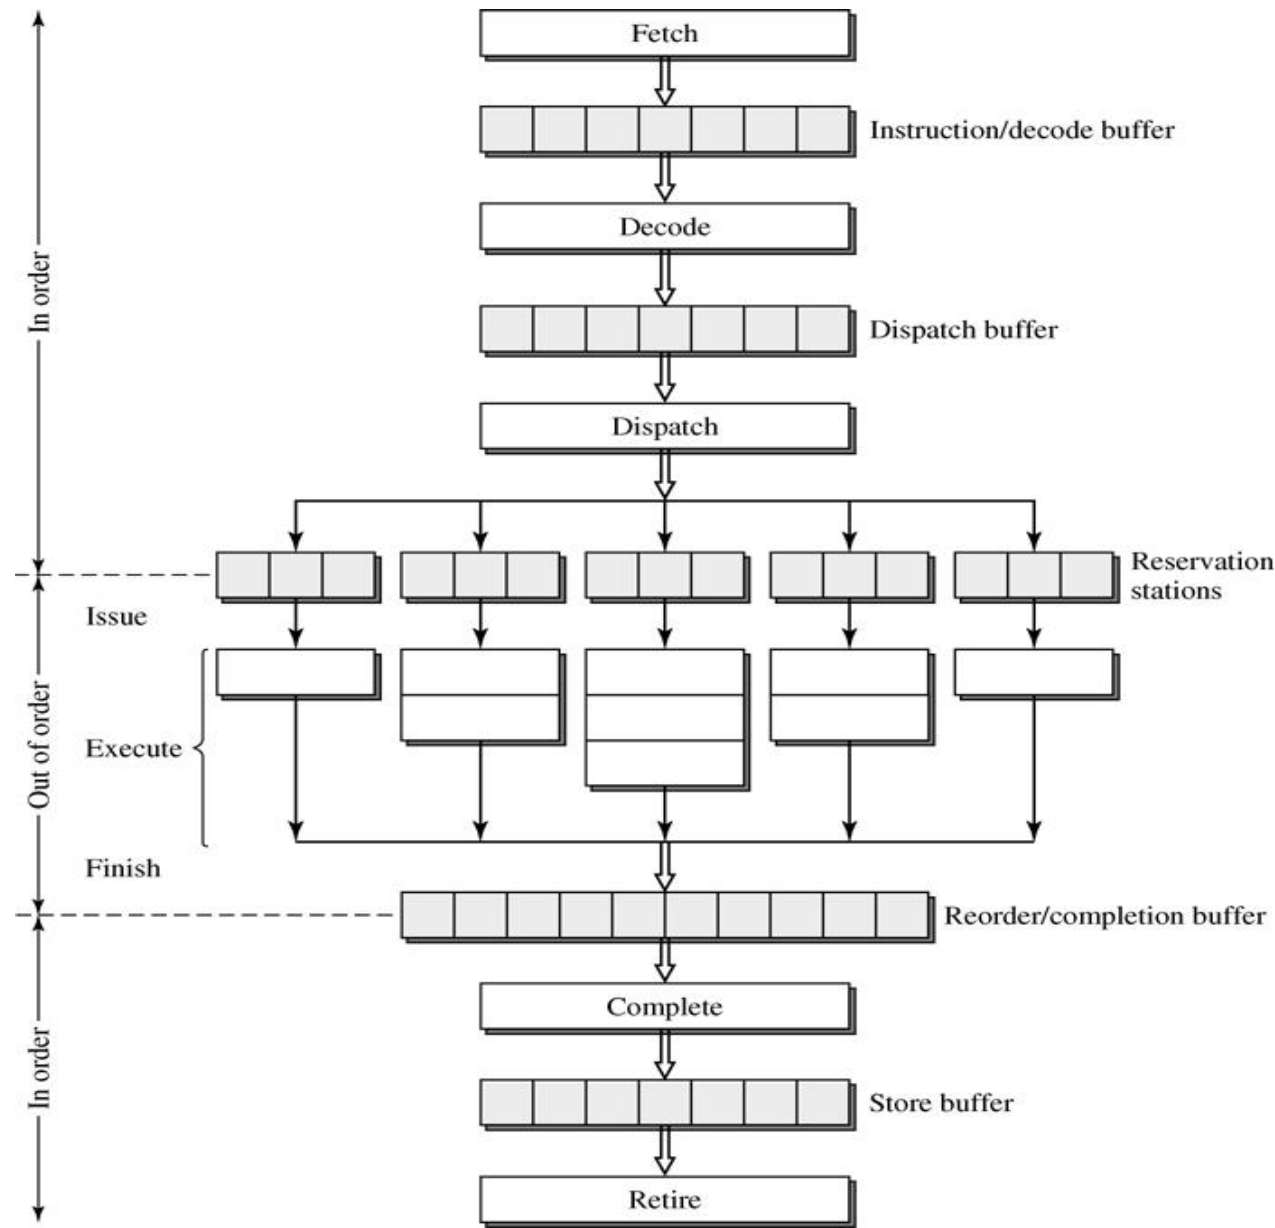 Fetch
Instruction/decode buffer
Decode
In order
Dispatch buffer
Dispatch
Reservation
stations
Issue
Out of order
Execute
Finish
Reorder/completion buffer
Complete
In order
Store buffer
Retire